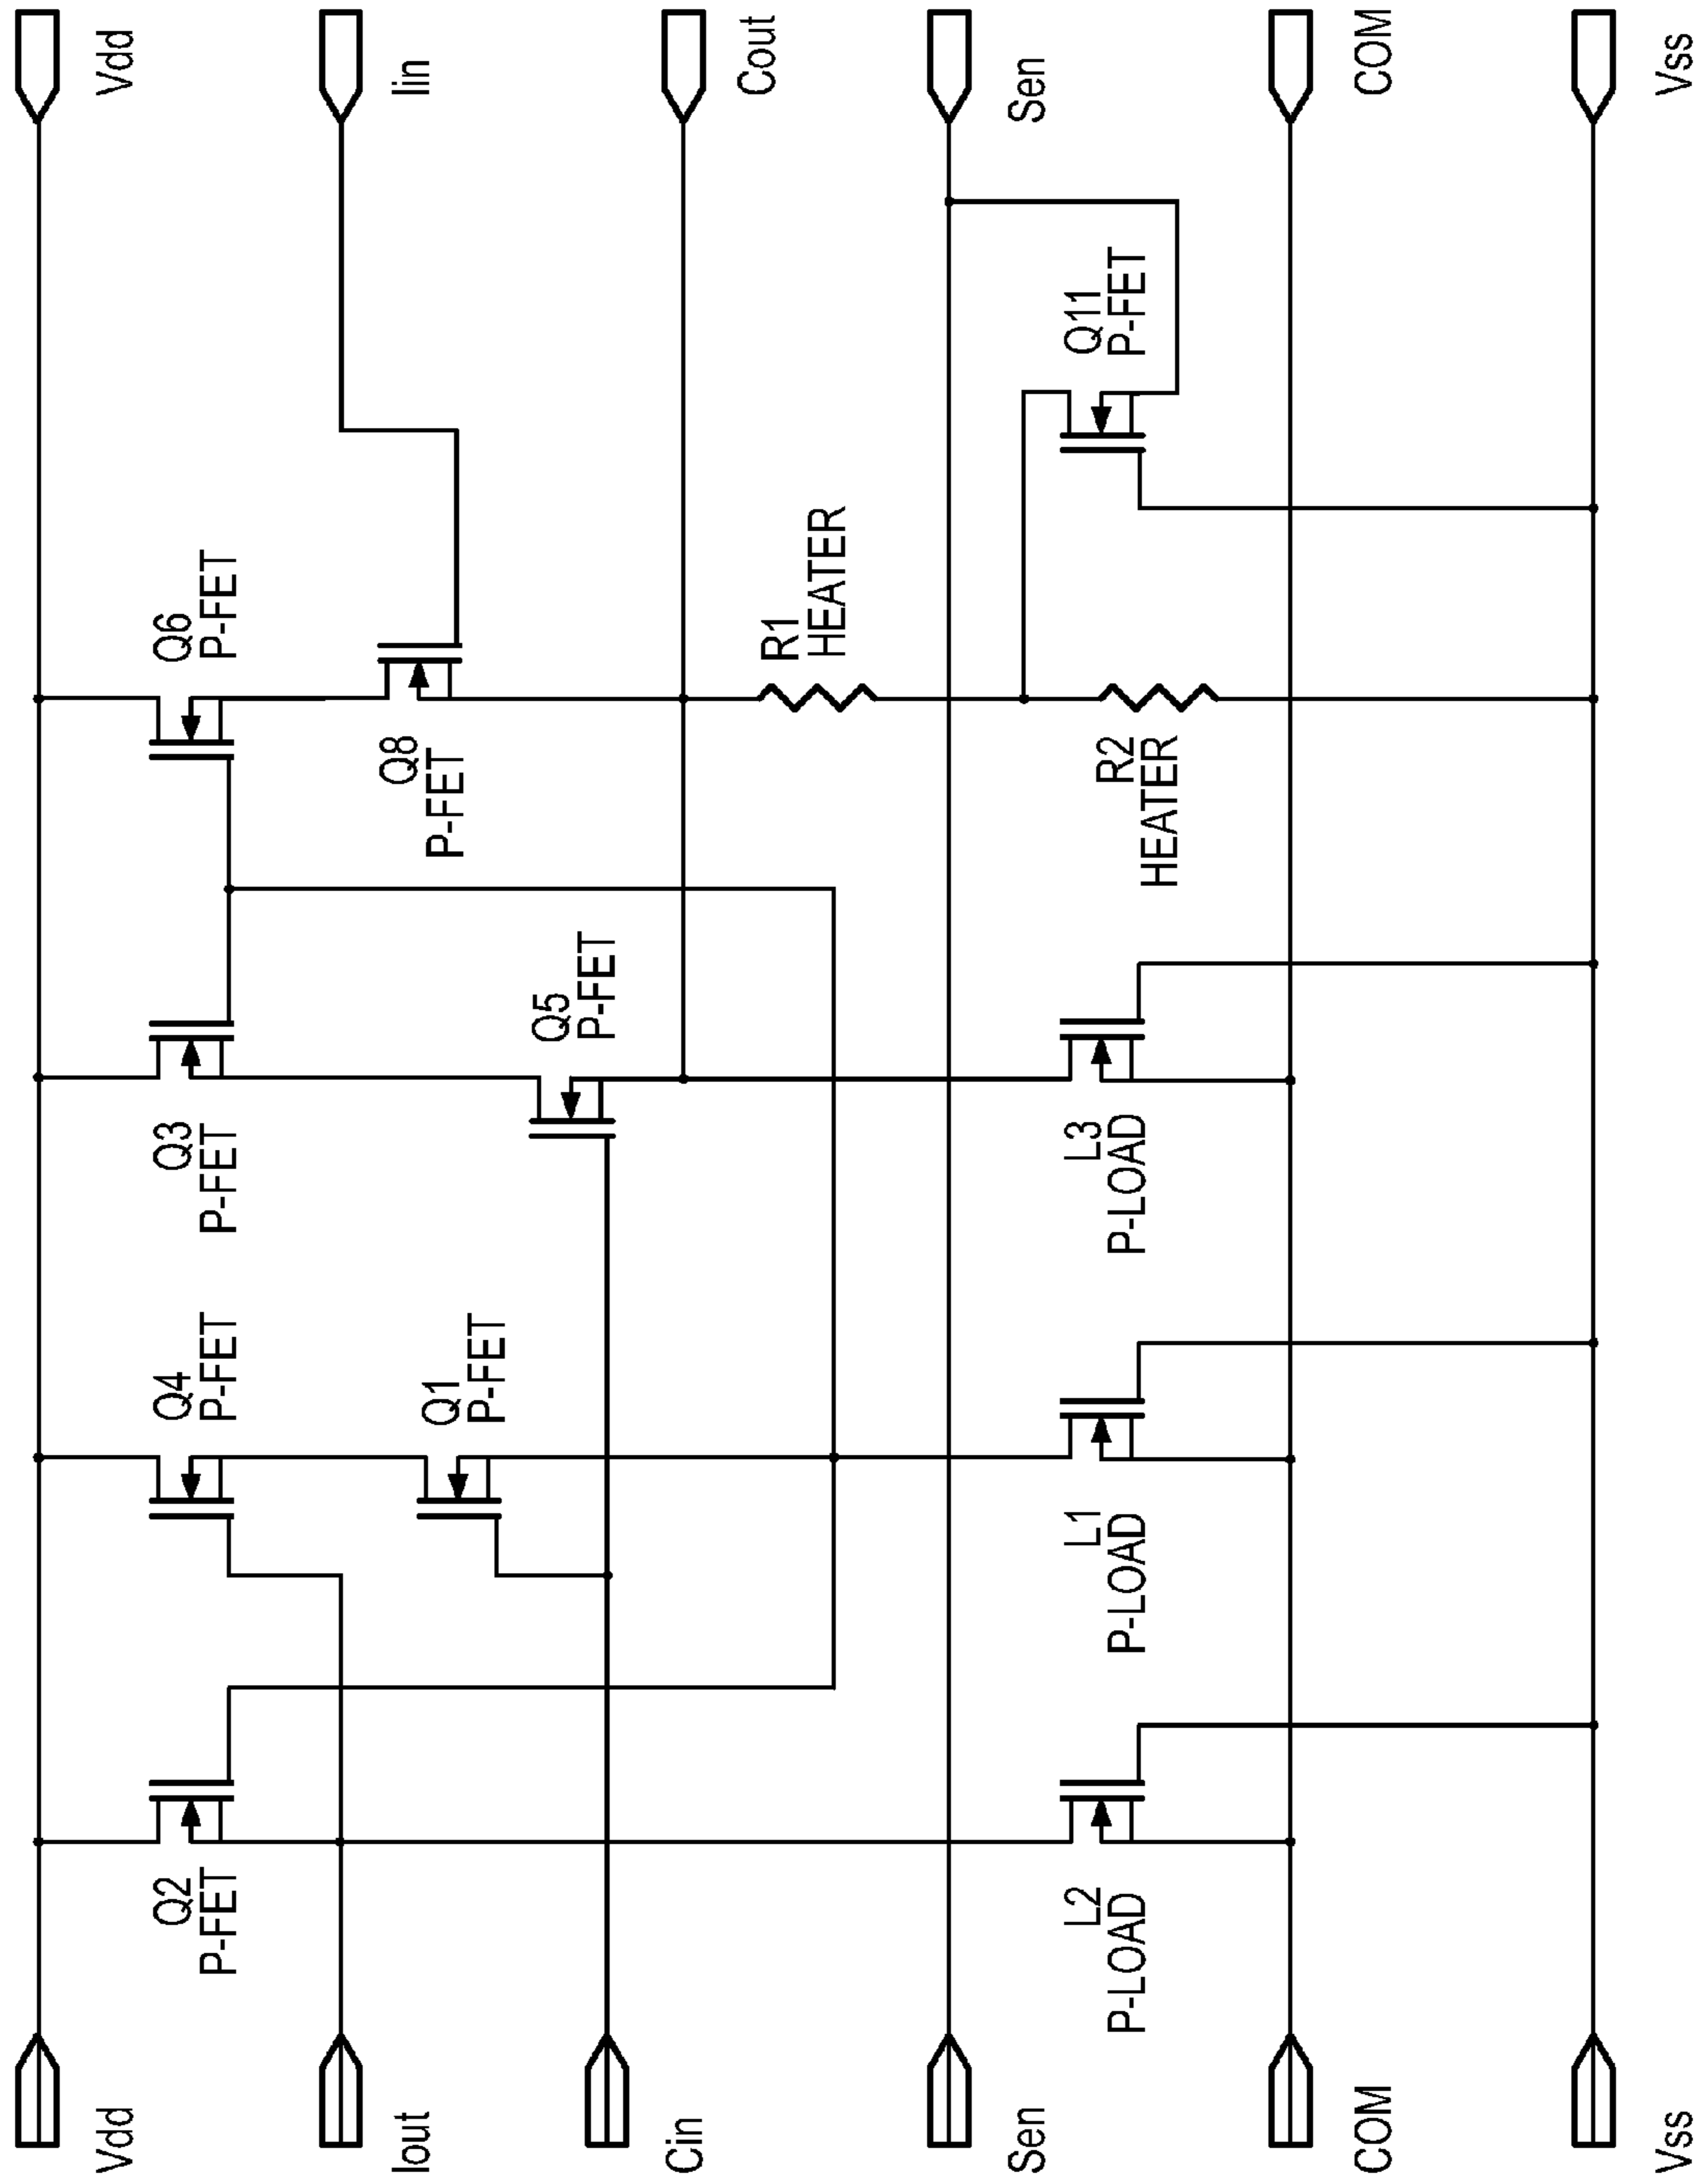 Vdd
Iout
Cin
Sen
COM
Vss
Q2
P-FET
L2
P-LOAD
Q4
P-FET
Q1
P-FET
L1
P-LOAD
Q3
P-FET
Q5
P-FET
L3
P-LOAD
Q6
P-FET
Q8
P-FET
R1
HEATER
R2
HEATER
Q11
P-FET
Vdd
Iin
Cout
Sen
COM
Vss